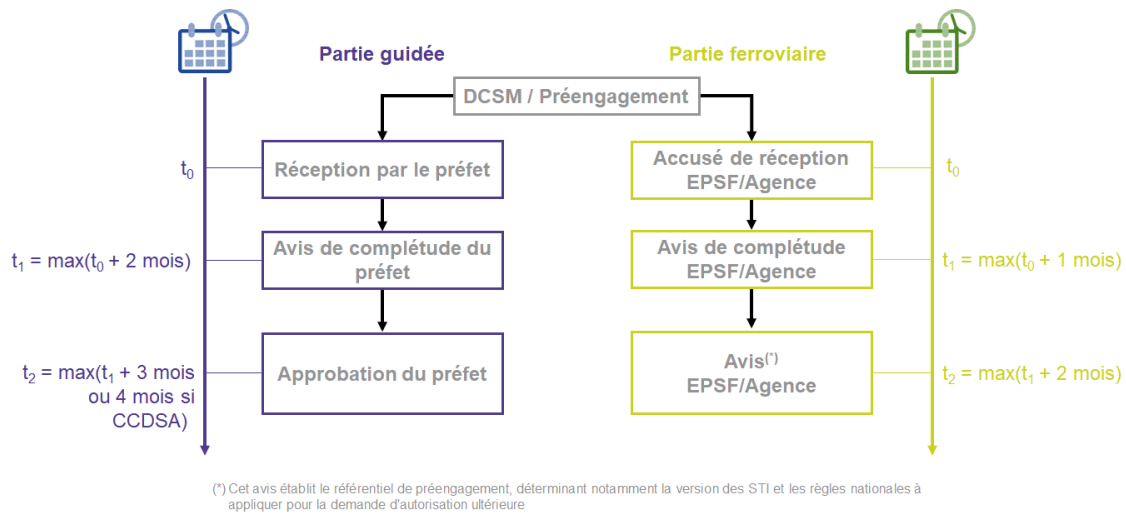 Partie guidée
Partie ferroviaire
DCSM / Préengagement
t₀
Réception par le préfet
Accusé de réception
EPSF/Agence
t₀
t₁ = max(t₀ + 2 mois)
Avis de complétude du
préfet
Avis de complétude
EPSF/Agence
t₁ = max(t₀ + 1 mois)
t₂ = max(t₁ + 3 mois
ou 4 mois si
CCDSA)
Approbation du préfet
Avis(*)
EPSF/Agence
t₂ = max(t₁ + 2 mois)
(*) Cet avis établit le référentiel de préengagement, déterminant notamment la version des STI et les règles nationales à
appliquer pour la demande d'autorisation ultérieure